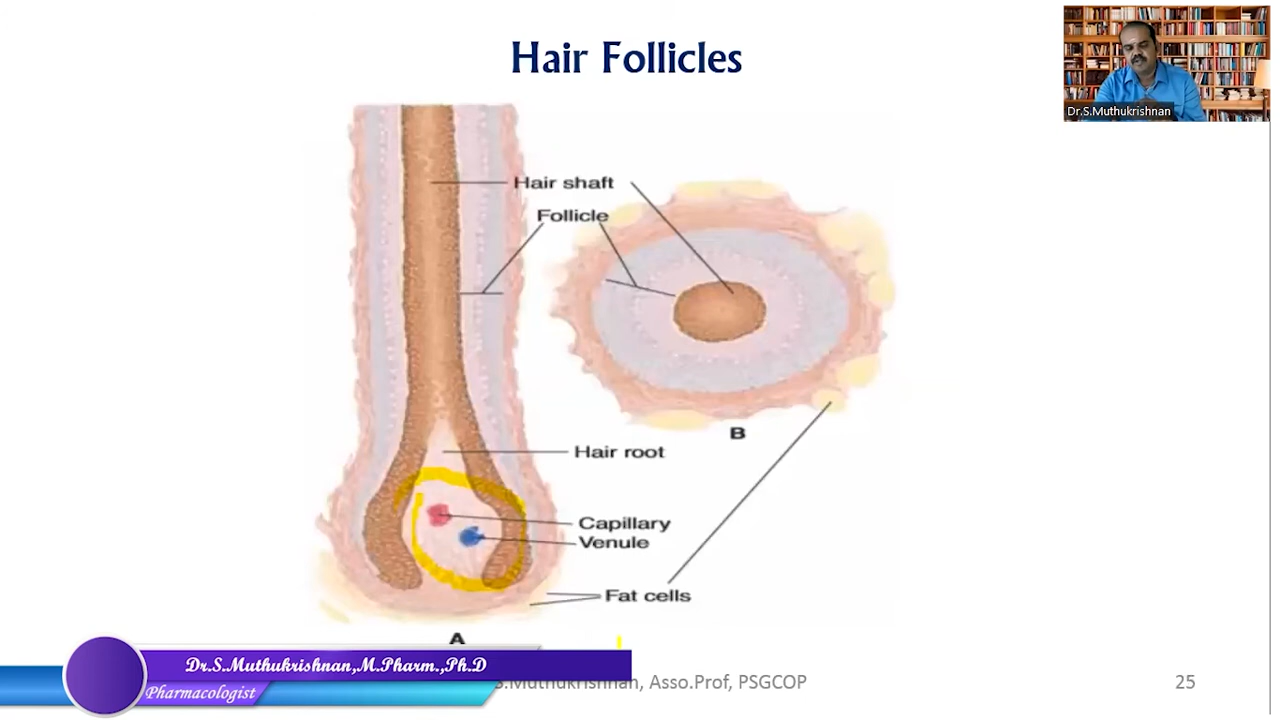 Hair Follicles
Dr.S.Muthukrishnan
Hair shaft
Follicle
B
Hair root
Capillary
Venule
Fat cells
A
Dr.S.Muthukrishnan,M.Pharm.,Ph.D
Pharmacologist
S.Muthukrishnan, Asso.Prof, PSGCOP
25